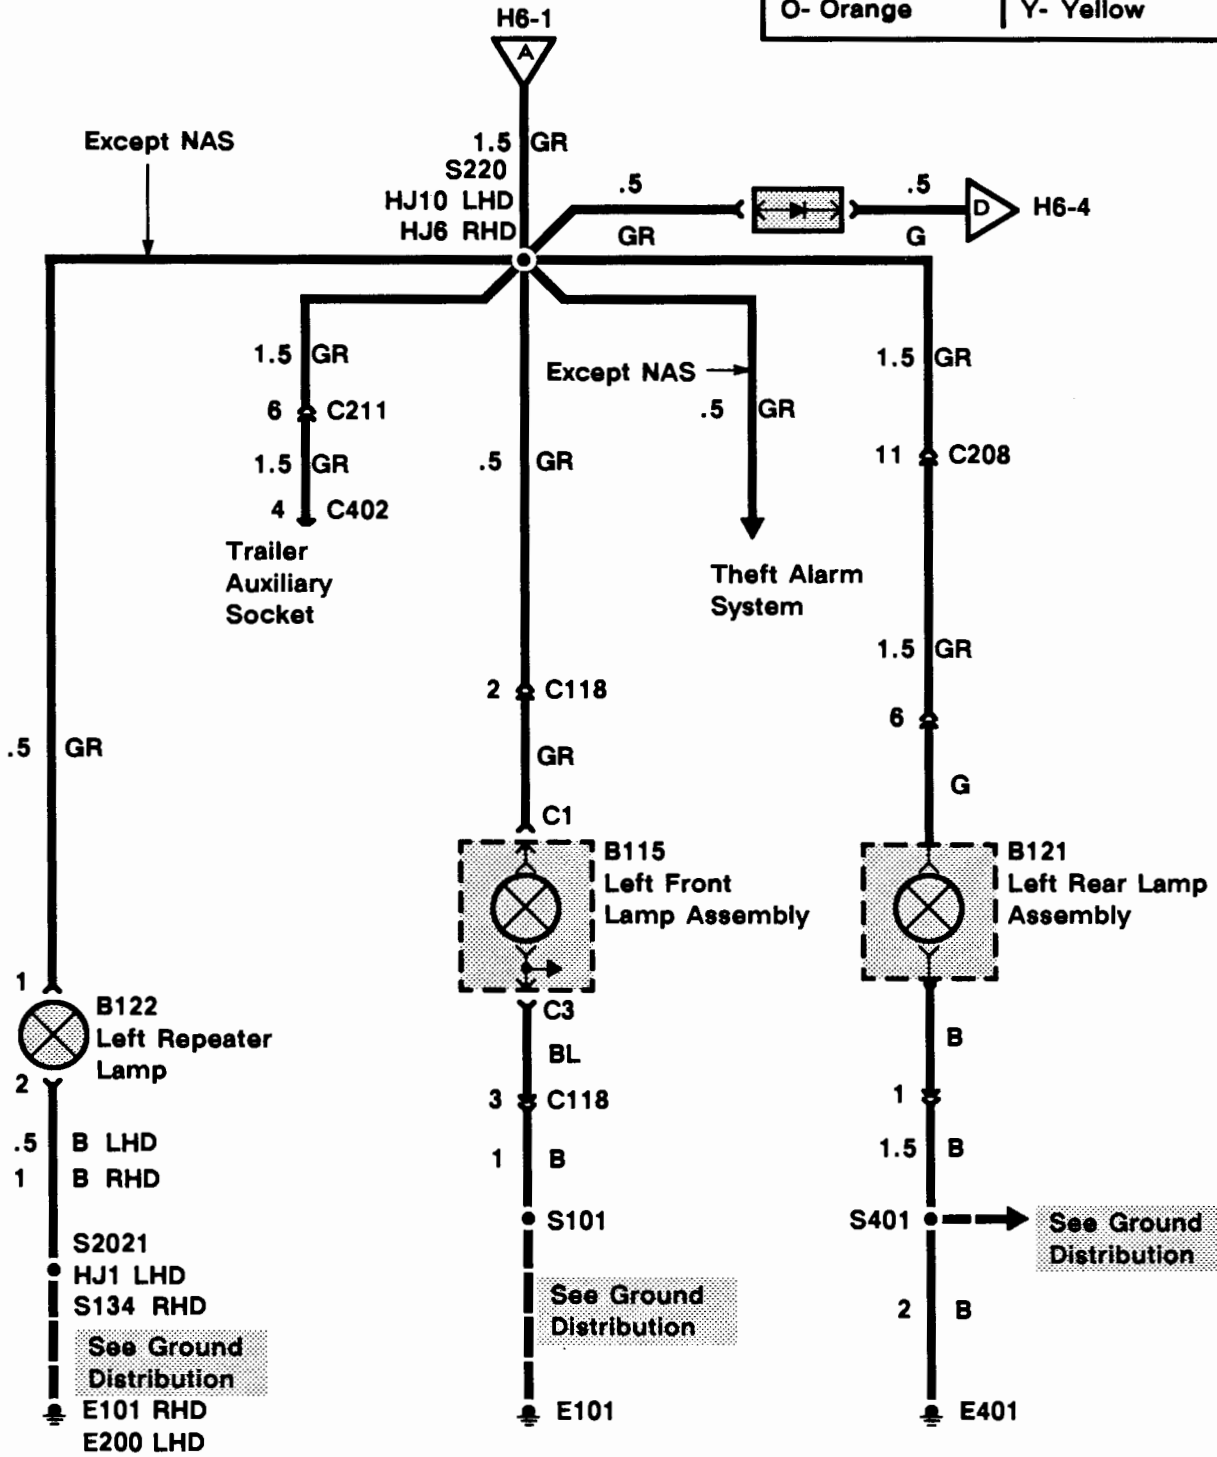 O- Orange
Y- Yellow
H6-1
A
Except NAS
1.5 GR
S220
HJ10 LHD
HJ6 RHD
.5
GR
.5
G
D
H6-4
1.5 GR
6 C211
1.5 GR
4 C402
Trailer
Auxiliary
Socket
.5 GR
Except NAS
.5 GR
Theft Alarm
System
1.5 GR
11 C208
1.5 GR
6
G
2 C118
GR
C1
B115
Left Front
Lamp Assembly
C3
BL
3 C118
1 B
S101
See Ground
Distribution
E101
B121
Left Rear Lamp
Assembly
B
1
1.5 B
S401
See Ground
Distribution
2 B
E401
.5 GR
1
B122
Left Repeater
Lamp
2
.5 B LHD
1 B RHD
S2021
HJ1 LHD
S134 RHD
See Ground
Distribution
E101 RHD
E200 LHD